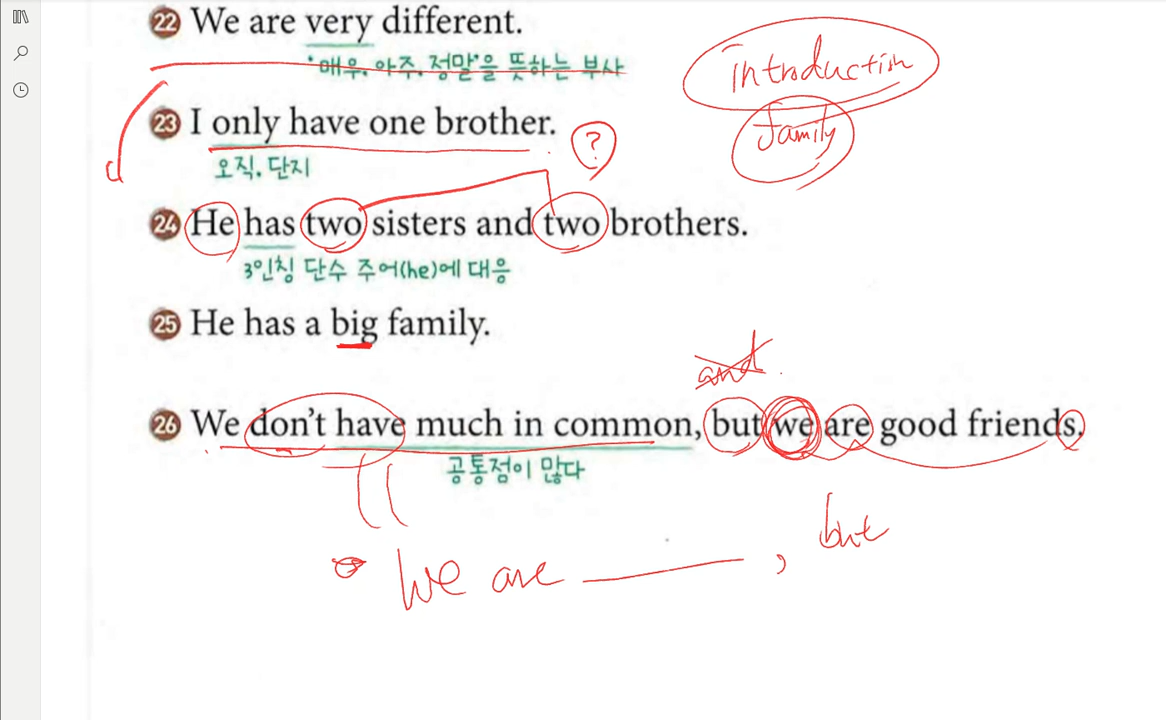 22 We are very different.
'매우, 아주, 정말'을 뜻하는 부사
introduction
family
23 I only have one brother.
오직, 단지
?
24 He has two sisters and two brothers.
3인칭 단수 주어(he)에 대응
25 He has a big family.
and
26 We don't have much in common, but we are good friends.
공통점이 많다
We are ______ , but